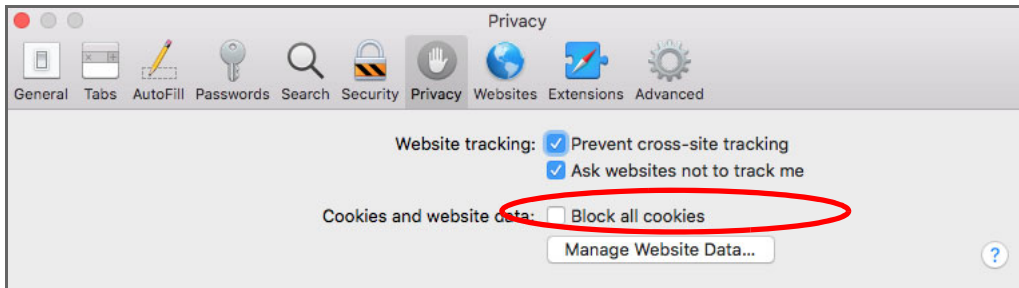 Privacy
General Tabs AutoFill Passwords Search Security Privacy Websites Extensions Advanced
Website tracking: Prevent cross-site tracking
Ask websites not to track me
Cookies and website data: Block all cookies
Manage Website Data...
?